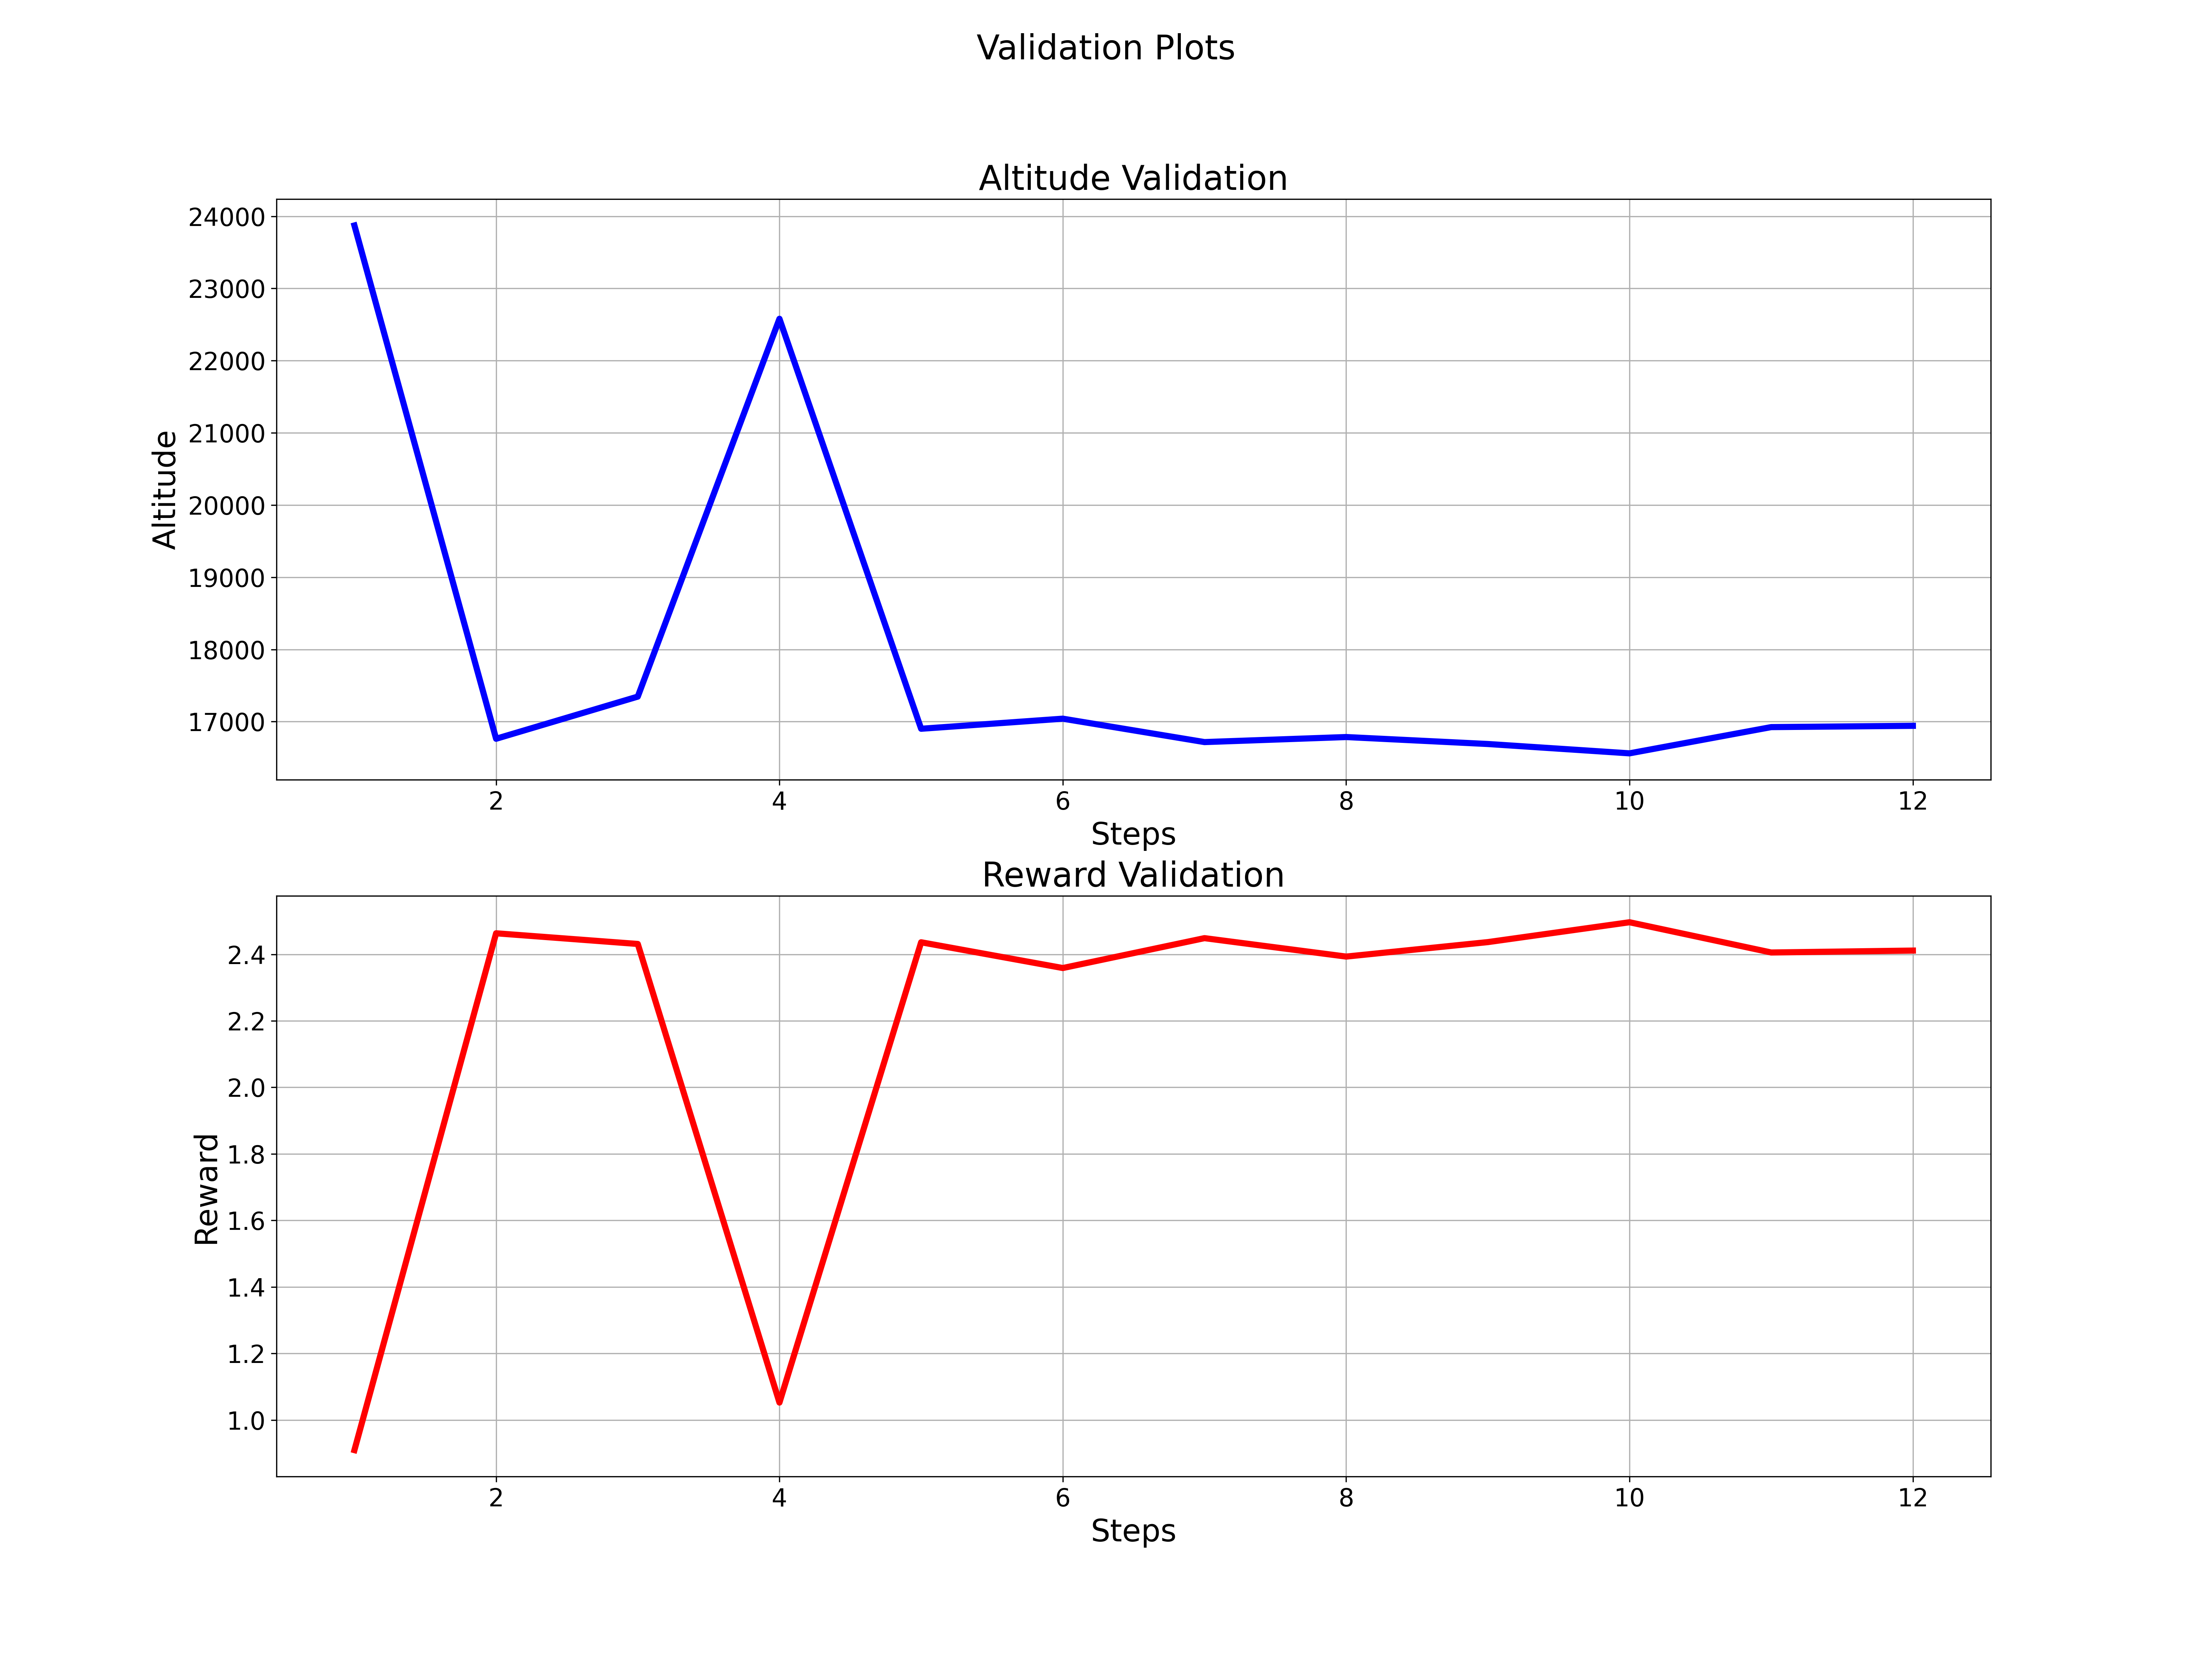 Validation Plots
Altitude Validation
24000
23000
22000
21000
20000
19000
18000
17000
Altitude
2 4 6 8 10 12
Steps
Reward Validation
2.4
2.2
2.0
1.8
1.6
1.4
1.2
1.0
Reward
2 4 6 8 10 12
Steps